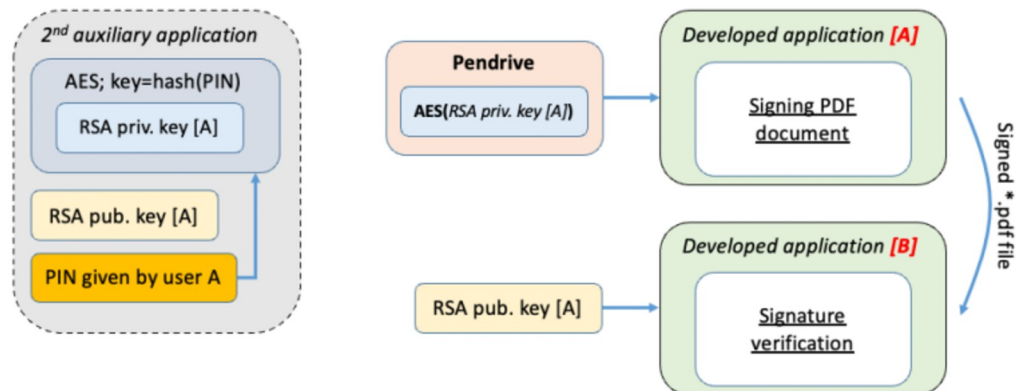 2nd auxiliary application
AES; key=hash(PIN)
RSA priv. key [A]
RSA pub. key [A]
PIN given by user A
Pendrive
AES(RSA priv. key [A])
Developed application [A]
Signing PDF
document
Signed *.pdf file
Developed application [B]
RSA pub. key [A]
Signature
verification